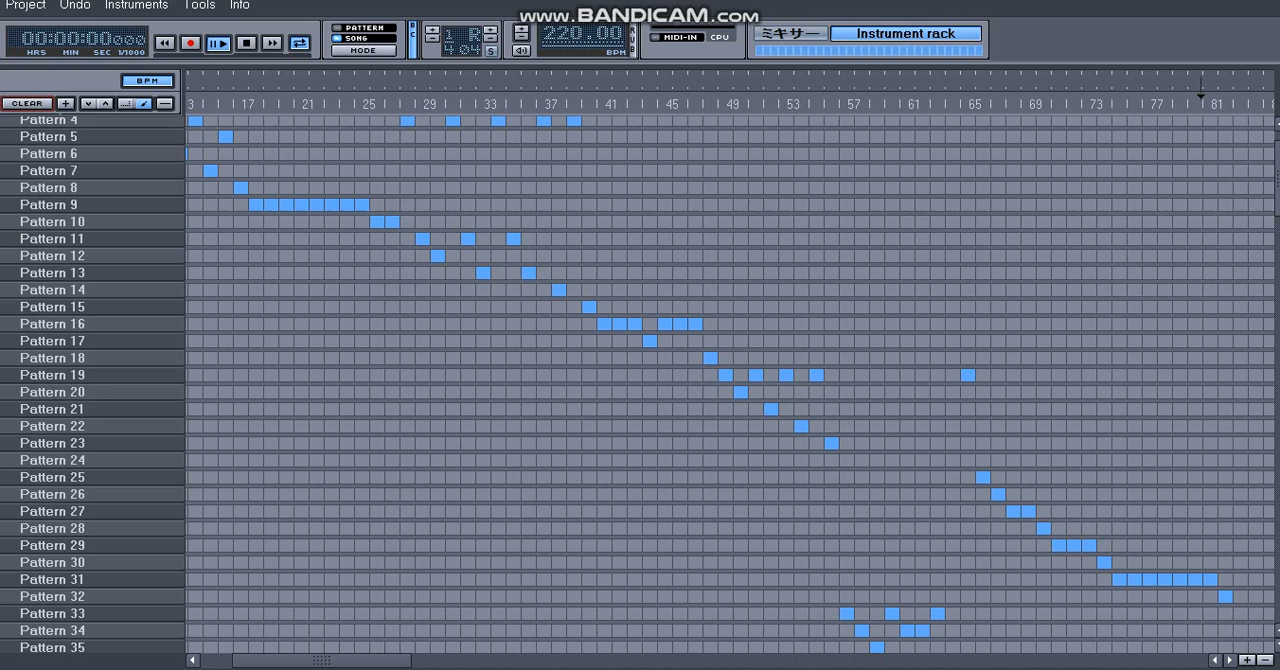 www.BANDICAM.com
Project Undo Instruments Tools Info
00:00:00:000
HRS MIN SEC 1/1000
PATTERN
SONG
MODE
404 S
220.00
BPM
MIDI-IN CPU
ミキサー Instrument rack
BPM
CLEAR
3 17 21 25 29 33 37 41 45 49 53 57 61 65 69 73 77 81 8
Pattern 4
Pattern 5
Pattern 6
Pattern 7
Pattern 8
Pattern 9
Pattern 10
Pattern 11
Pattern 12
Pattern 13
Pattern 14
Pattern 15
Pattern 16
Pattern 17
Pattern 18
Pattern 19
Pattern 20
Pattern 21
Pattern 22
Pattern 23
Pattern 24
Pattern 25
Pattern 26
Pattern 27
Pattern 28
Pattern 29
Pattern 30
Pattern 31
Pattern 32
Pattern 33
Pattern 34
Pattern 35